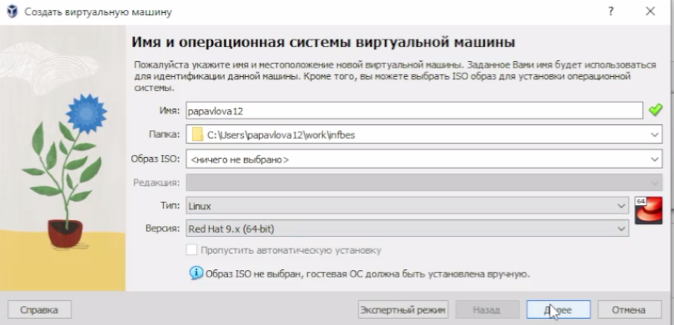 Создать виртуальную машину
Имя и операционная системы виртуальной машины
Пожалуйста укажите имя и местоположение новой виртуальной машины. Заданное Вами имя будет использоваться
для идентификации данной машины. Кроме того, вы можете выбрать ISO образ для установки операционной
системы.
Имя: papavlova12
Папка: C:\Users\papavlova12\work\infbes
Образ ISO: <ничего не выбрано>
Редакция:
Тип: Linux
64
Версия: Red Hat 9.x (64-bit)
Пропустить автоматическую установку
Образ ISO не выбран, гостевая ОС должна быть установлена вручную.
Справка Экспертный режим Назад Далее Отмена